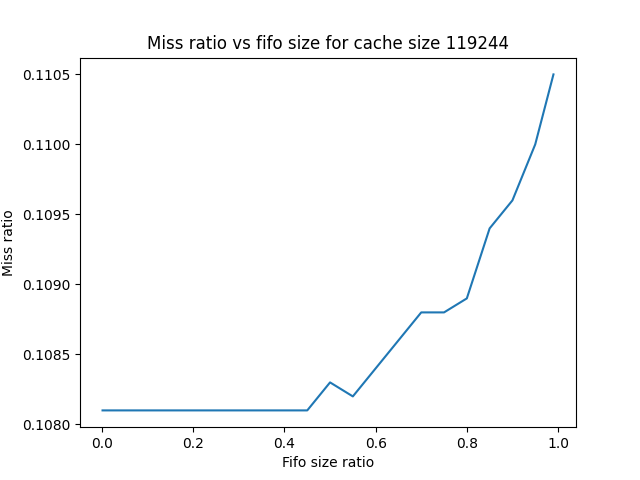 Miss ratio vs fifo size for cache size 119244
0.1105
0.1100
0.1095
0.1090
0.1085
0.1080
Miss ratio
0.0 0.2 0.4 0.6 0.8 1.0
Fifo size ratio